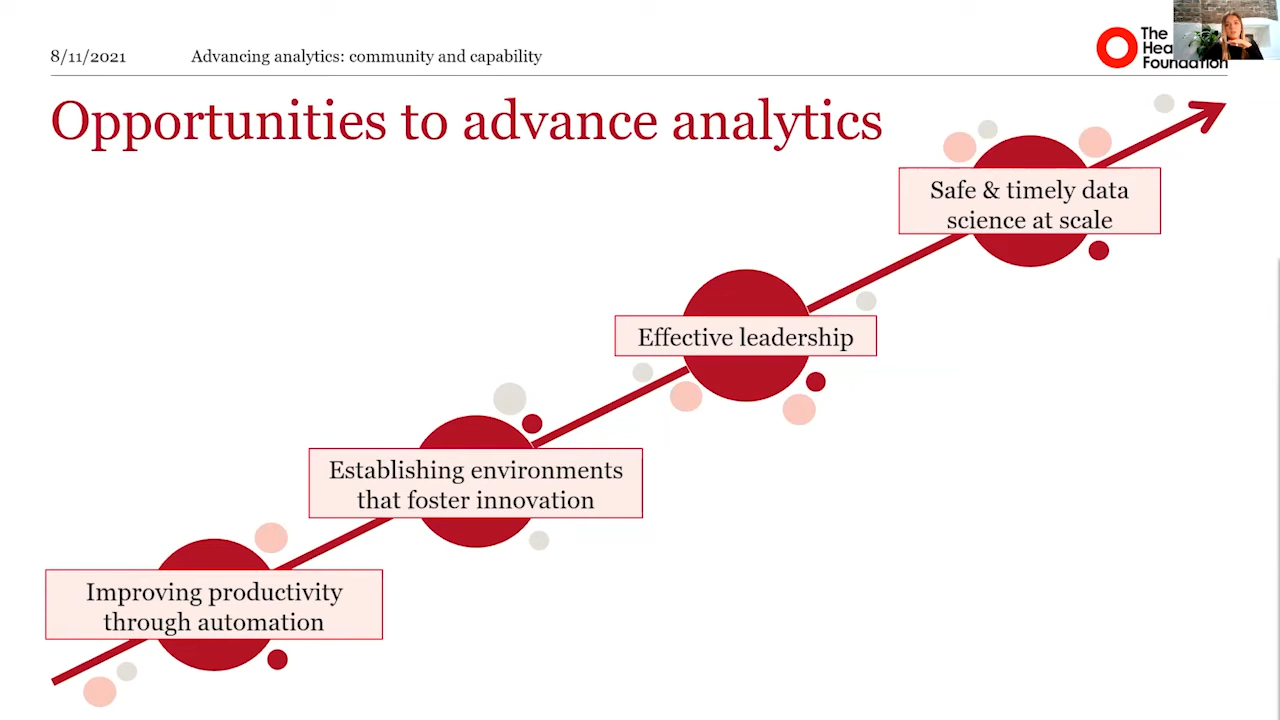 8/11/2021
Advancing analytics: community and capability
The
Foundation
Opportunities to advance analytics
Safe & timely data
science at scale
Effective leadership
Establishing environments
that foster innovation
Improving productivity
through automation